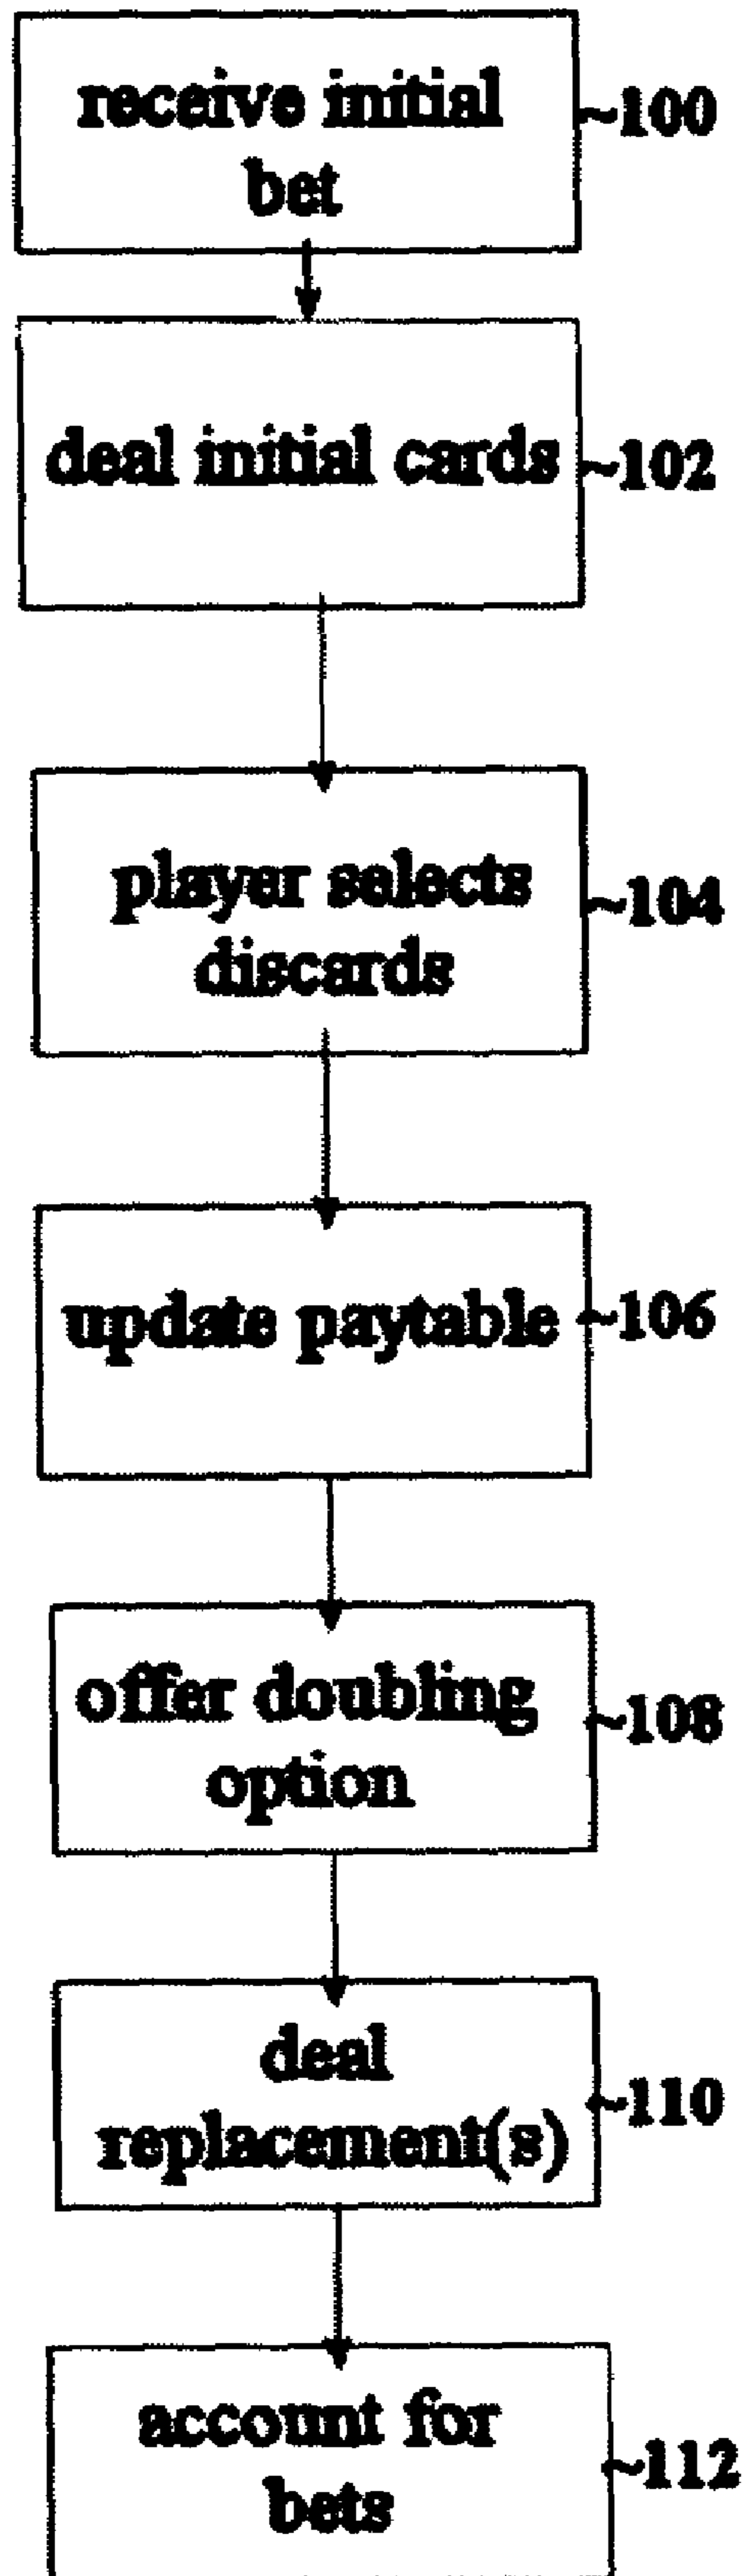 receive initial
bet
~100
deal initial cards
~102
player selects
discards
~104
update paytable
~106
offer doubling
option
~108
deal
replacement(s)
~110
account for
bets
~112